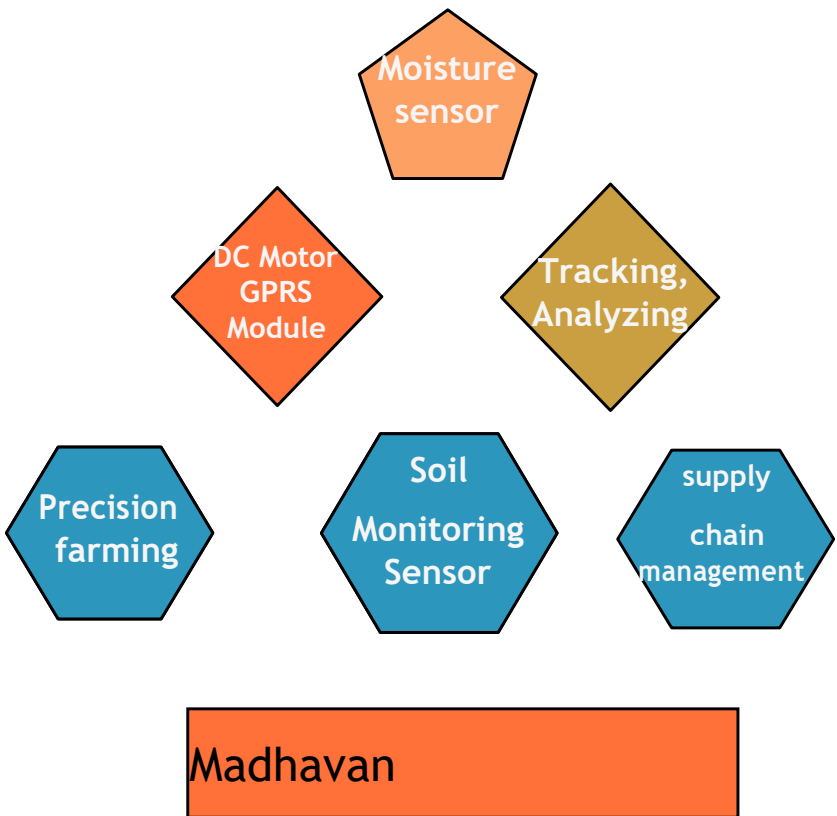 Moisture
sensor
DC Motor
GPRS
Module
Tracking,
Analyzing
Precision
farming
Soil
Monitoring
Sensor
supply
chain
management
Madhavan